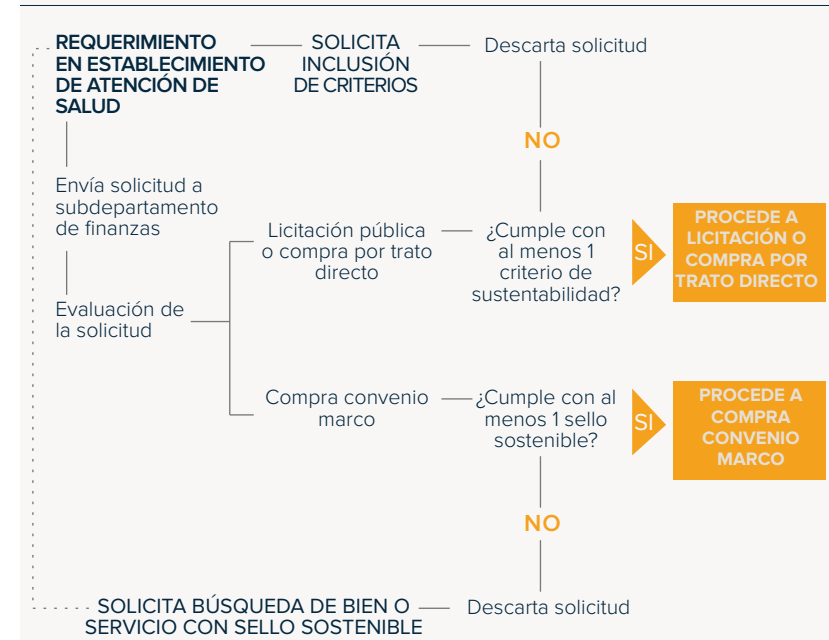 REQUERIMIENTO
EN ESTABLECIMIENTO
DE ATENCIÓN DE
SALUD
SOLICITA
INCLUSIÓN
DE CRITERIOS
Descarta solicitud
NO
Envía solicitud a
subdepartamento
de finanzas
Licitación pública
o compra por trato
directo
¿Cumple con
al menos 1
criterio de
sustentabilidad?
SI
PROCEDE A
LICITACIÓN O
COMPRA POR
TRATO DIRECTO
Evaluación de
la solicitud
Compra convenio
marco
¿Cumple con al
menos 1 sello
sostenible?
SI
PROCEDE A
COMPRA
CONVENIO
MARCO
NO
SOLICITA BÚSQUEDA DE BIEN O
SERVICIO CON SELLO SOSTENIBLE
Descarta solicitud